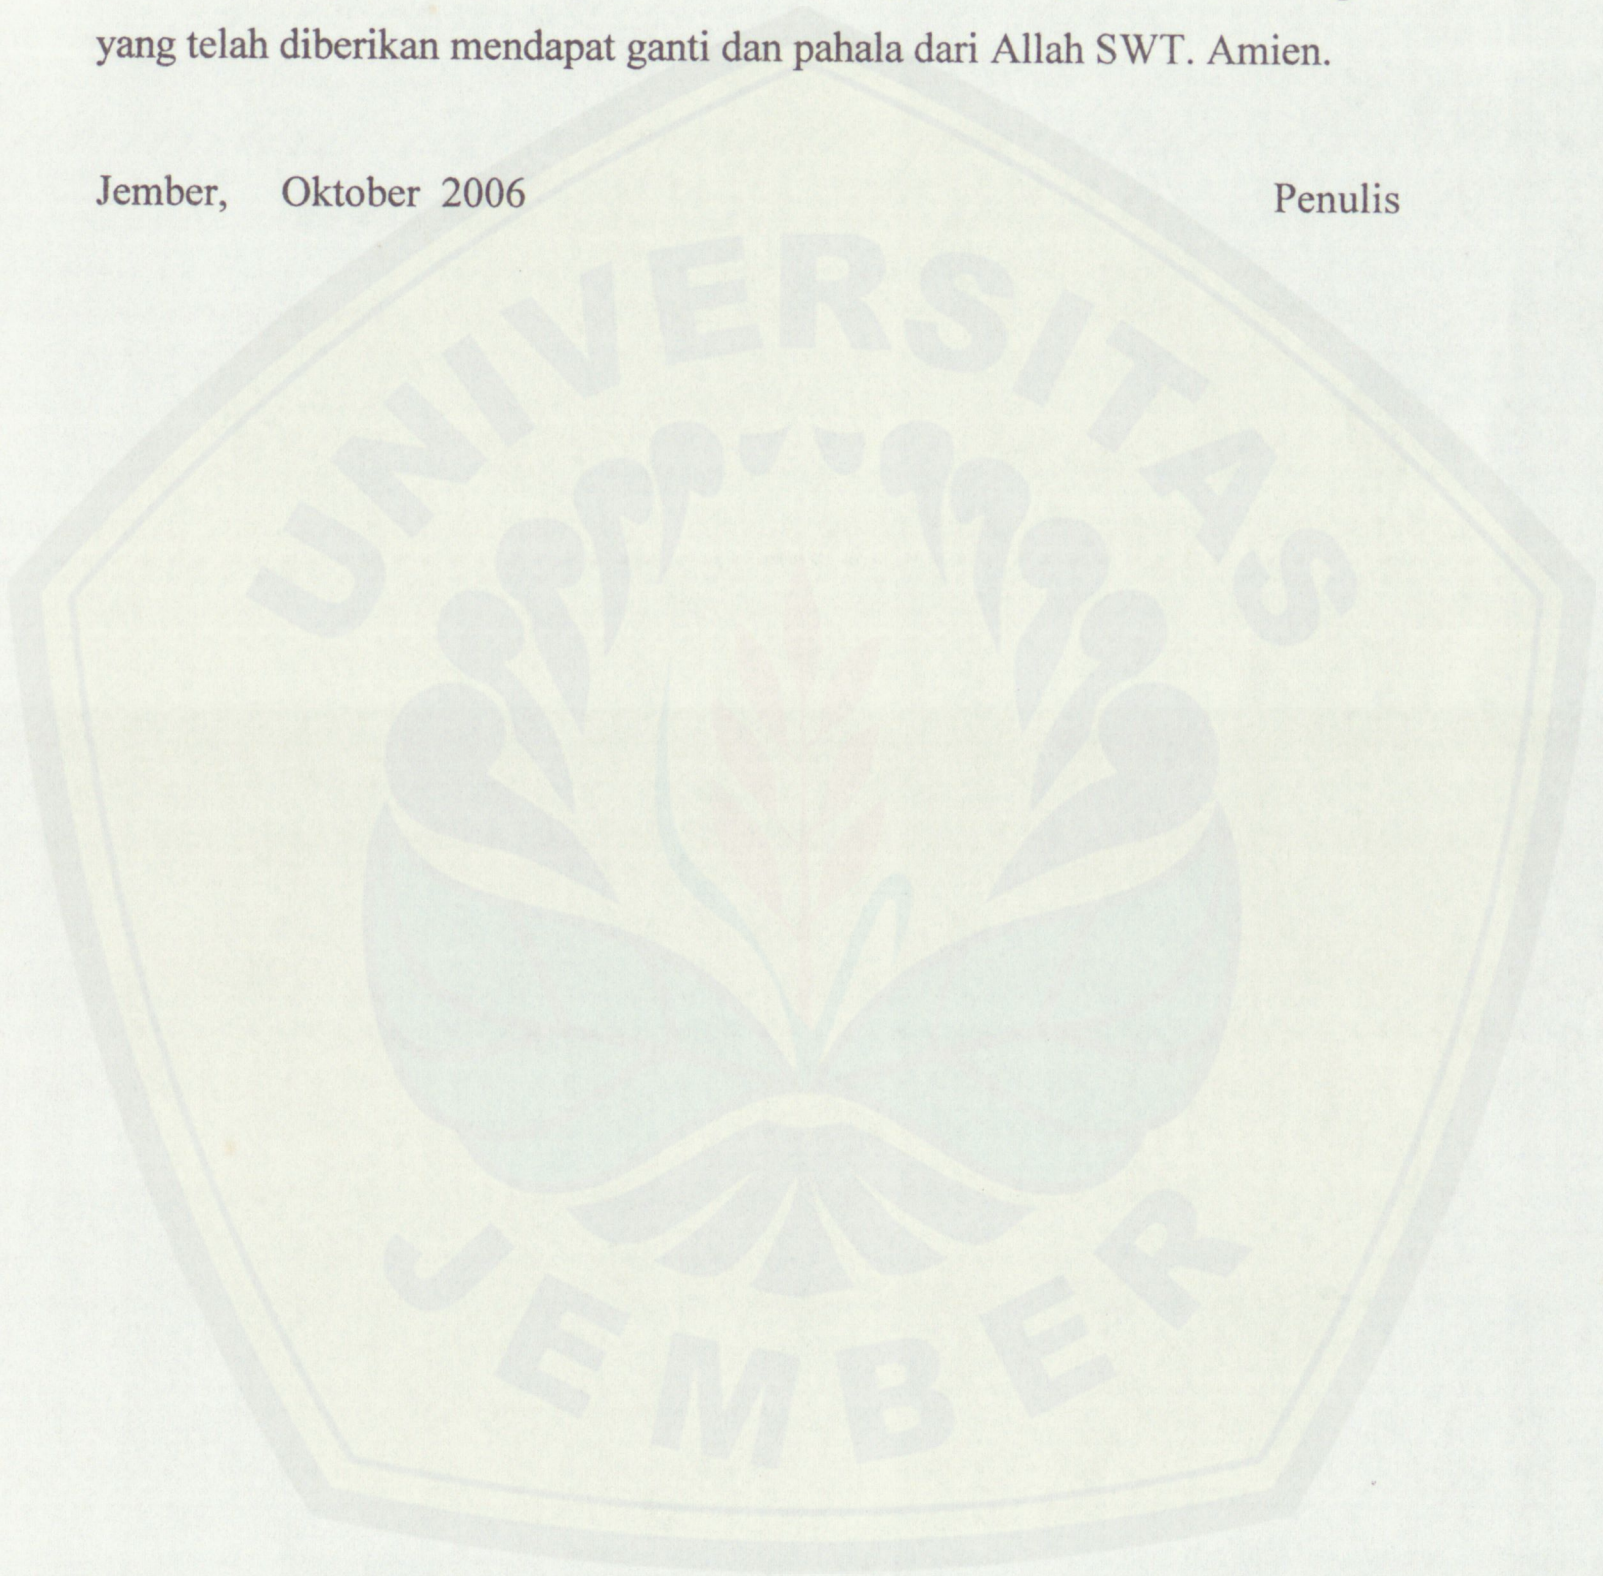 yang telah diberikan mendapat ganti dan pahala dari Allah SWT. Amien.
Jember, Oktober 2006 Penulis
UNIVERSITAS
JEMBER